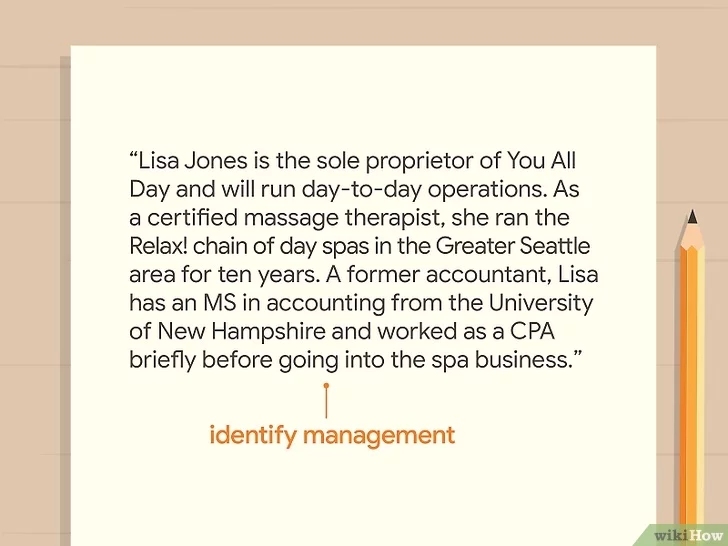 “Lisa Jones is the sole proprietor of You All
Day and will run day-to-day operations. As
a certified massage therapist, she ran the
Relax! chain of day spas in the Greater Seattle
area for ten years. A former accountant, Lisa
has an MS in accounting from the University
of New Hampshire and worked as a CPA
briefly before going into the spa business.”
identify management
wikiHow